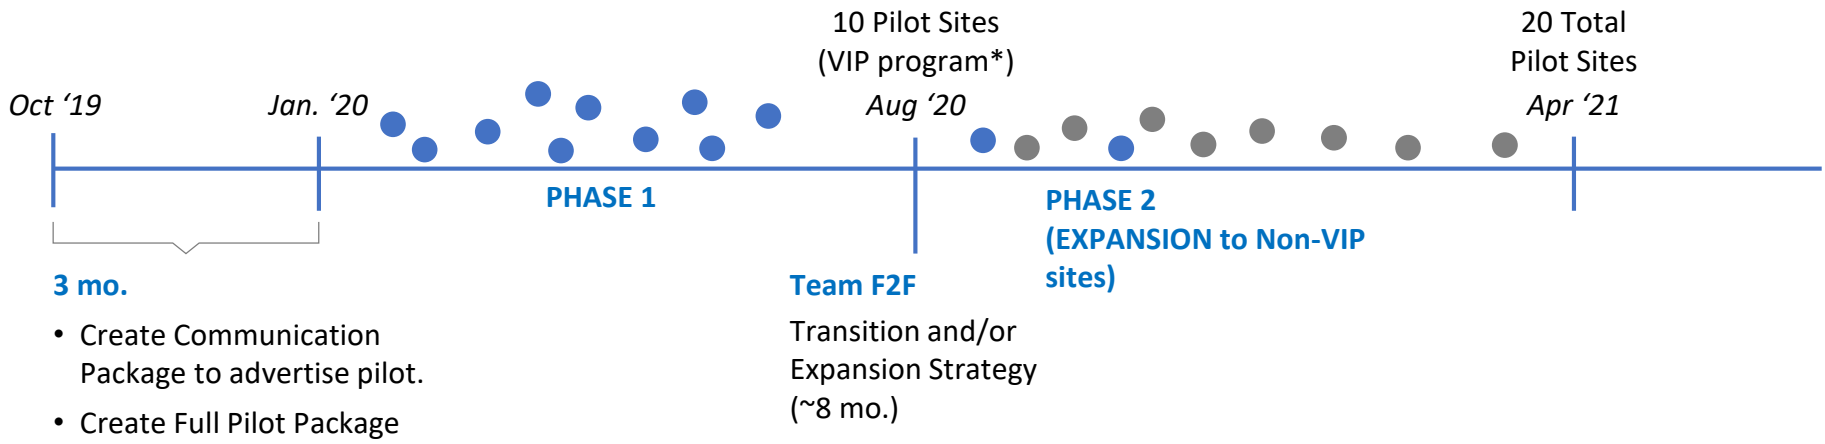 10 Pilot Sites
(VIP program*)
20 Total
Pilot Sites
Oct ‘19
Jan. ‘20
Aug ‘20
Apr ‘21
PHASE 1
PHASE 2
(EXPANSION to Non-VIP
sites)
3 mo.
• Create Communication
Package to advertise pilot.
• Create Full Pilot Package
Team F2F
Transition and/or
Expansion Strategy
(~8 mo.)